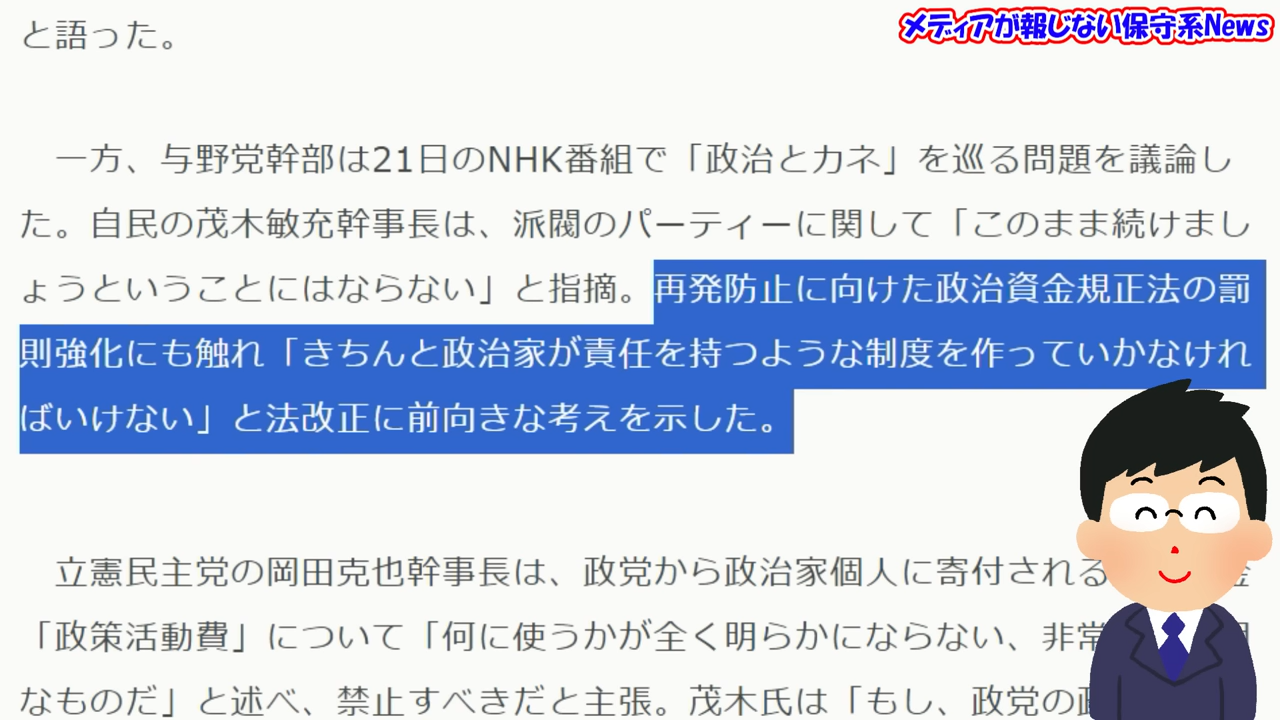 と語った。
メディアが報じない保守系News
一方、与野党幹部は21日のNHK番組で「政治とカネ」を巡る問題を議論し
た。自民の茂木敏充幹事長は、派閥のパーティーに関して「このまま続けまし
ょうということにはならない」と指摘。再発防止に向けた政治資金規正法の罰
則強化にも触れ「きちんと政治家が責任を持つような制度を作っていかなけれ
ばいけない」と法改正に前向きな考えを示した。
立憲民主党の岡田克也幹事長は、政党から政治家個人に寄付される
「政策活動費」について「何に使うかが全く明らかにならない、非常
なものだ」と述べ、禁止すべきだと主張。茂木氏は「もし、政党の